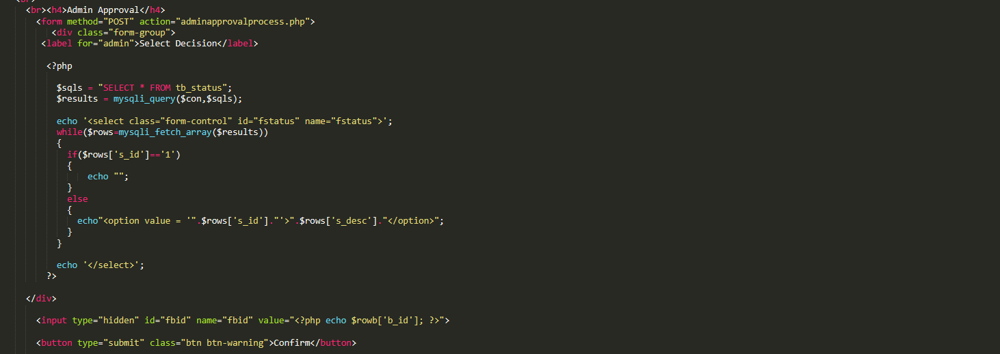 <br><h4>Admin Approval</h4>
<form method="POST" action="adminapprovalprocess.php">
<div class="form-group">
<label for="admin">Select Decision</label>
<?php
$sqls = "SELECT * FROM tb_status";
$results = mysqli_query($con,$sqls);
echo '<select class="form-control" id="fstatus" name="fstatus">';
while($rows=mysqli_fetch_array($results))
{
if($rows['s_id']=='1')
{
echo "";
}
else
{
echo"<option value = '".$rows['s_id']."'>".$rows['s_desc']."</option>";
}
}
echo '</select>';
?>
</div>
<input type="hidden" id="fbid" name="fbid" value="<?php echo $rowb['b_id']; ?>">
<button type="submit" class="btn btn-warning">Confirm</button>